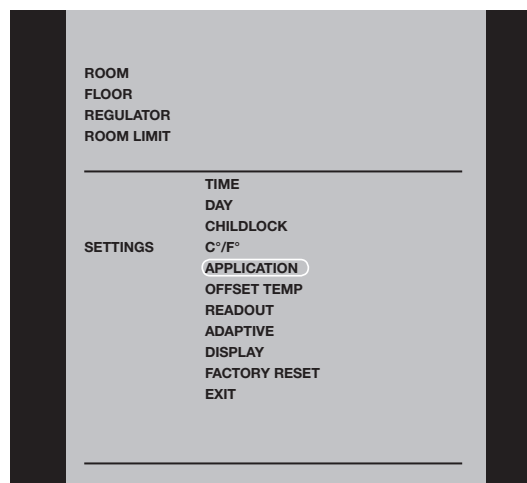 ROOM
FLOOR
REGULATOR
ROOM LIMIT
TIME
DAY
CHILDLOCK
SETTINGS C°/F°
APPLICATION
OFFSET TEMP
READOUT
ADAPTIVE
DISPLAY
FACTORY RESET
EXIT